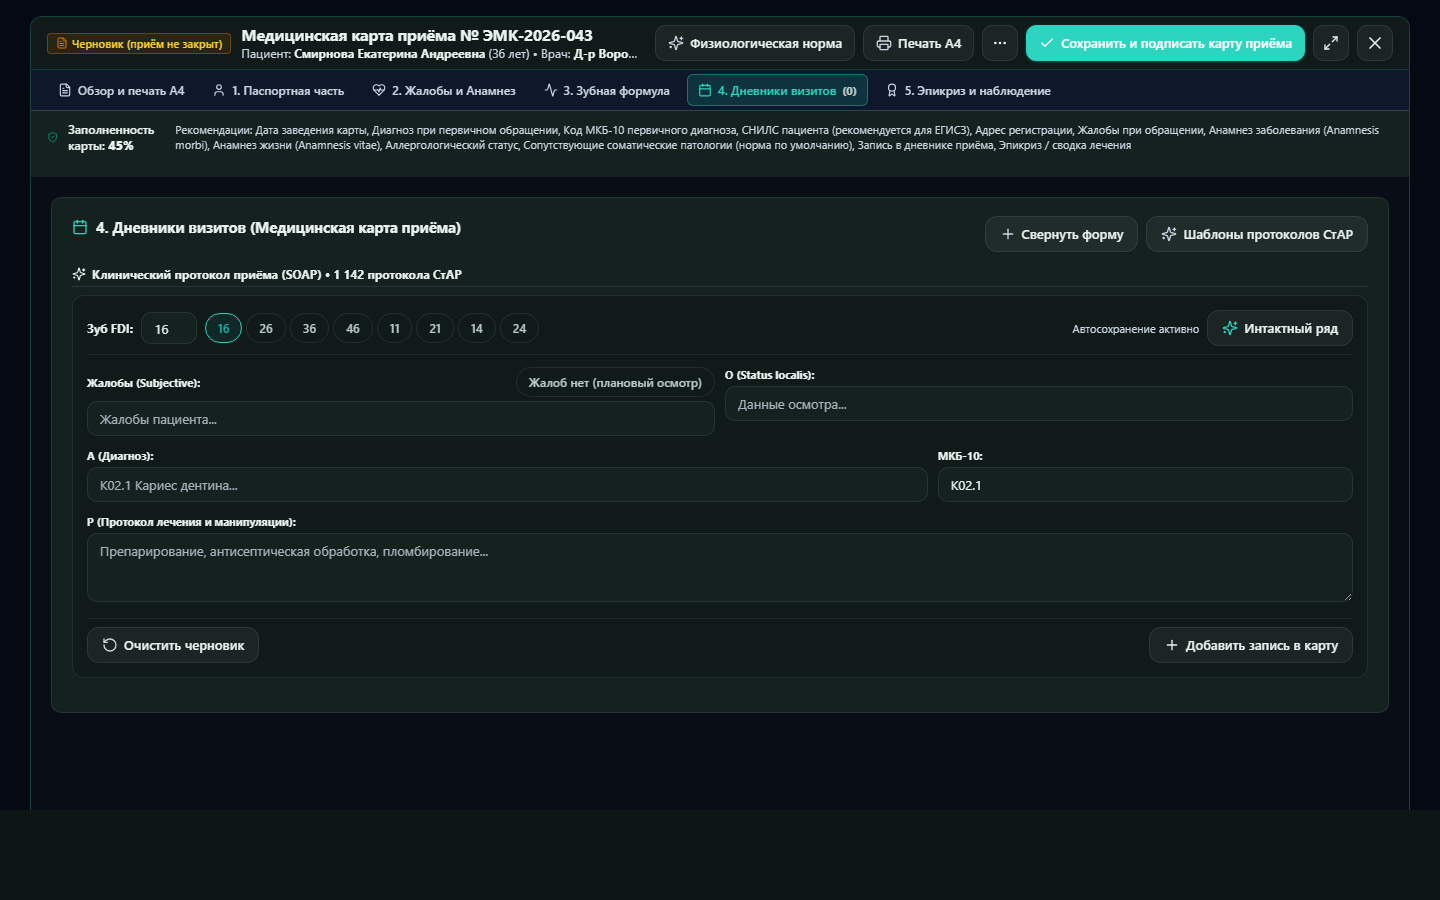 Черновик (приём не закрыт)
Медицинская карта приёма № ЭМК-2026-043
Пациент: Смирнова Екатерина Андреевна (36 лет) • Врач: Д-р Воро...
Физиологическая норма
Печать А4
Сохранить и подписать карту приёма
Обзор и печать А4
1. Паспортная часть
2. Жалобы и Анамнез
3. Зубная формула
4. Дневники визитов (0)
5. Эпикриз и наблюдение
Заполненность
карты: 45%
Рекомендации: Дата заведения карты, Диагноз при первичном обращении, Код МКБ-10 первичного диагноза, СНИЛС пациента (рекомендуется для ЕГИСЗ), Адрес регистрации, Жалобы при обращении, Анамнез заболевания (Anamnesis
morbi), Анамнез жизни (Anamnesis vitae), Аллергологический статус, Сопутствующие соматические патологии (норма по умолчанию), Запись в дневнике приёма, Эпикриз / сводка лечения
4. Дневники визитов (Медицинская карта приёма)
Свернуть форму
Шаблоны протоколов СтАР
Клинический протокол приёма (SOAP) • 1 142 протокола СтАР
Зуб FDI:
16
16
26
36
46
11
21
14
24
Автосохранение активно
Интактный ряд
Жалобы (Subjective):
Жалоб нет (плановый осмотр)
O (Status localis):
Жалобы пациента...
Данные осмотра...
A (Диагноз):
МКБ-10:
K02.1 Кариес дентина...
K02.1
P (Протокол лечения и манипуляции):
Препарирование, антисептическая обработка, пломбирование...
Очистить черновик
Добавить запись в карту